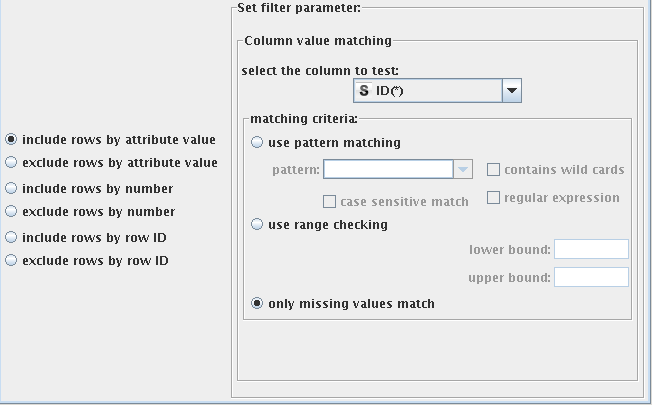 Set filter parameter:
Column value matching
select the column to test:
S ID(*)
matching criteria:
include rows by attribute value
use pattern matching
exclude rows by attribute value
pattern:
contains wild cards
include rows by number
case sensitive match
regular expression
exclude rows by number
use range checking
include rows by row ID
lower bound:
exclude rows by row ID
upper bound:
only missing values match